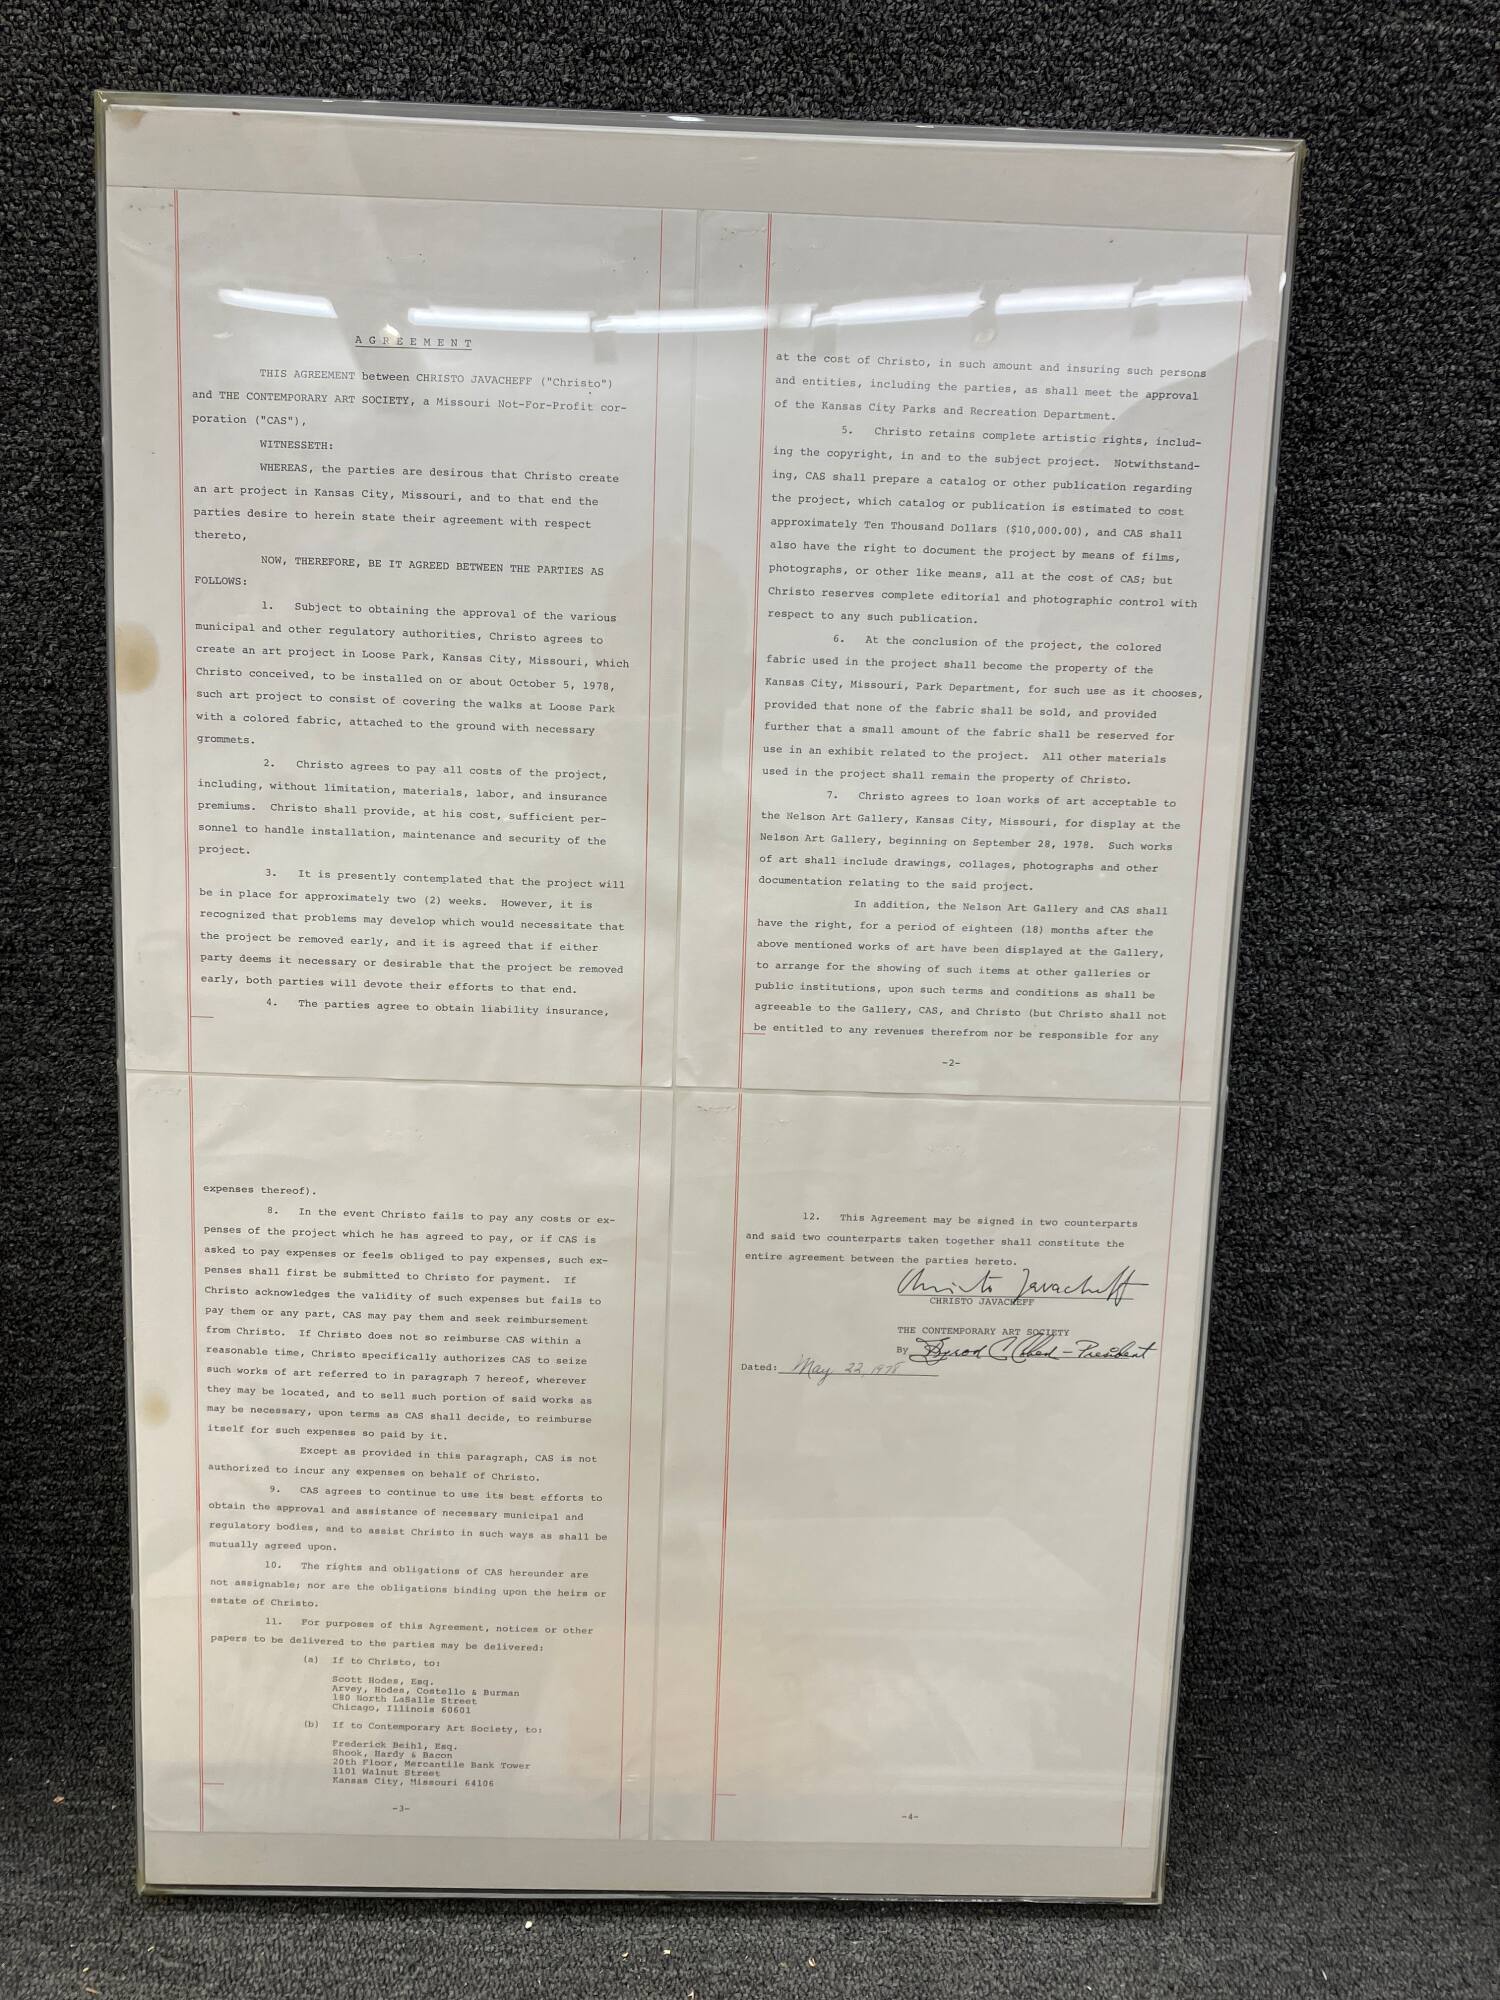 AGREEMENT
THIS AGREEMENT between CHRISTO JAVACHEFF ("Christo")
and THE CONTEMPORARY ART SOCIETY, a Missouri Not-For-Profit cor-
poration ("CAS"),
WITNESSETH:
WHEREAS, the parties are desirous that Christo create
an art project in Kansas City, Missouri, and to that end the
parties desire to herein state their agreement with respect
thereto,
NOW, THEREFORE, BE IT AGREED BETWEEN THE PARTIES AS
FOLLOWS:
1. Subject to obtaining the approval of the various
municipal and other regulatory authorities, Christo agrees to
create an art project in Loose Park, Kansas City, Missouri, which
Christo conceived, to be installed on or about October 5, 1978,
such art project to consist of covering the walks at Loose Park
with a colored fabric, attached to the ground with necessary
grommets.
2. Christo agrees to pay all costs of the project,
including, without limitation, materials, labor, and insurance
premiums. Christo shall provide, at his cost, sufficient per-
sonnel to handle installation, maintenance and security of the
project.
3. It is presently contemplated that the project will
be in place for approximately two (2) weeks. However, it is
recognized that problems may develop which would necessitate that
the project be removed early, and it is agreed that if either
party deems it necessary or desirable that the project be removed
early, both parties will devote their efforts to that end.
4. The parties agree to obtain liability insurance,
at the cost of Christo, in such amount and insuring such persons
and entities, including the parties, as shall meet the approval
of the Kansas City Parks and Recreation Department.
5. Christo retains complete artistic rights, includ-
ing the copyright, in and to the subject project. Notwithstand-
ing, CAS shall prepare a catalog or other publication regarding
the project, which catalog or publication is estimated to cost
approximately Ten Thousand Dollars ($10,000.00), and CAS shall
also have the right to document the project by means of films,
photographs, or other like means, all at the cost of CAS; but
Christo reserves complete editorial and photographic control with
respect to any such publication.
6. At the conclusion of the project, the colored
fabric used in the project shall become the property of the
Kansas City, Missouri, Park Department, for such use as it chooses,
provided that none of the fabric shall be sold, and provided
further that a small amount of the fabric shall be reserved for
use in an exhibit related to the project. All other materials
used in the project shall remain the property of Christo.
7. Christo agrees to loan works of art acceptable to
the Nelson Art Gallery, Kansas City, Missouri, for display at the
Nelson Art Gallery, beginning on September 28, 1978. Such works
of art shall include drawings, collages, photographs and other
documentation relating to the said project.
In addition, the Nelson Art Gallery and CAS shall
have the right, for a period of eighteen (18) months after the
above mentioned works of art have been displayed at the Gallery,
to arrange for the showing of such items at other galleries or
public institutions, upon such terms and conditions as shall be
agreeable to the Gallery, CAS, and Christo (but Christo shall not
be entitled to any revenues therefrom nor be responsible for any
-2-
expenses thereof).
8. In the event Christo fails to pay any costs or ex-
penses of the project which he has agreed to pay, or if CAS is
asked to pay expenses or feels obliged to pay expenses, such ex-
penses shall first be submitted to Christo for payment. If
Christo acknowledges the validity of such expenses but fails to
pay them or any part, CAS may pay them and seek reimbursement
from Christo. If Christo does not so reimburse CAS within a
reasonable time, Christo specifically authorizes CAS to seize
such works of art referred to in paragraph 7 hereof, wherever
they may be located, and to sell such portion of said works as
may be necessary, upon terms as CAS shall decide, to reimburse
itself for such expenses so paid by it.
Except as provided in this paragraph, CAS is not
authorized to incur any expenses on behalf of Christo.
9. CAS agrees to continue to use its best efforts to
obtain the approval and assistance of necessary municipal and
regulatory bodies, and to assist Christo in such ways as shall be
mutually agreed upon.
10. The rights and obligations of CAS hereunder are
not assignable; nor are the obligations binding upon the heirs or
estate of Christo.
11. For purposes of this Agreement, notices or other
papers to be delivered to the parties may be delivered:
(a) If to Christo, to:
Scott Hodes, Esq.
Arvey, Hodes, Costello & Burman
180 North LaSalle Street
Chicago, Illinois 60601
(b) If to Contemporary Art Society, to:
Frederick Beihl, Esq.
Shook, Hardy & Bacon
20th Floor, Mercantile Bank Tower
1101 Walnut Street
Kansas City, Missouri 64106
-3-
12. This Agreement may be signed in two counterparts
and said two counterparts taken together shall constitute the
entire agreement between the parties hereto.
Christo Javacheff
CHRISTO JAVACHEFF
THE CONTEMPORARY ART SOCIETY
By Byron C Cohen - President
Dated: May 22, 1978
-4-